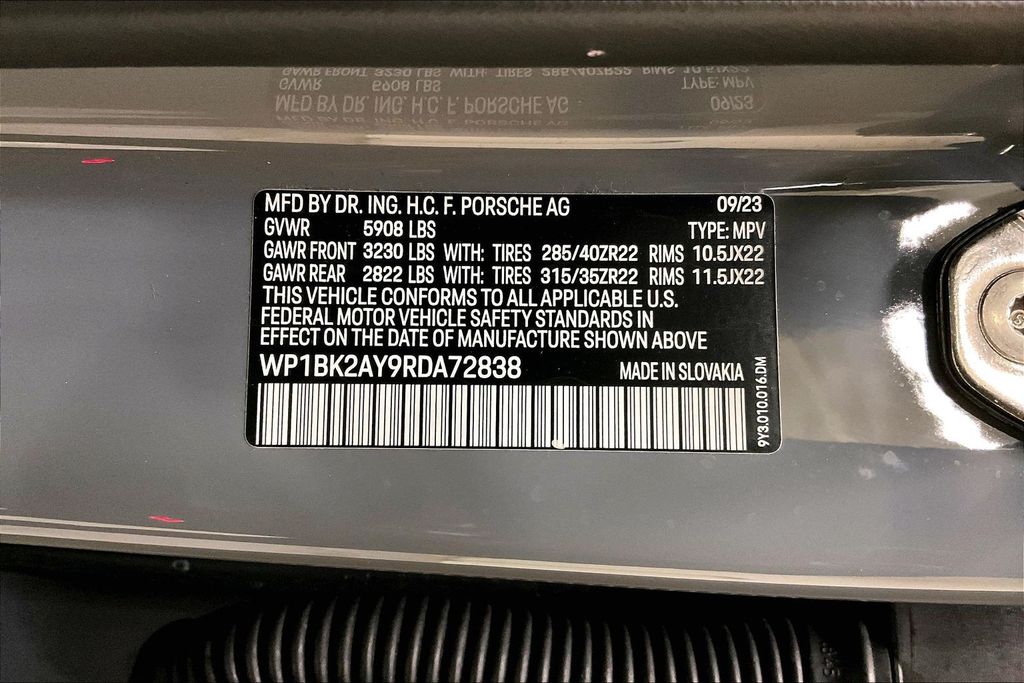 MFD BY DR. ING. H.C. F. PORSCHE AG 09/23
GVWR 5908 LBS TYPE: MPV
GAWR FRONT 3230 LBS WITH: TIRES 285/40ZR22 RIMS 10.5JX22
GAWR REAR 2822 LBS WITH: TIRES 315/35ZR22 RIMS 11.5JX22
THIS VEHICLE CONFORMS TO ALL APPLICABLE U.S.
FEDERAL MOTOR VEHICLE SAFETY STANDARDS IN
EFFECT ON THE DATE OF MANUFACTURE SHOWN ABOVE
WP1BK2AY9RDA72838 MADE IN SLOVAKIA
9Y3.010.016.DM